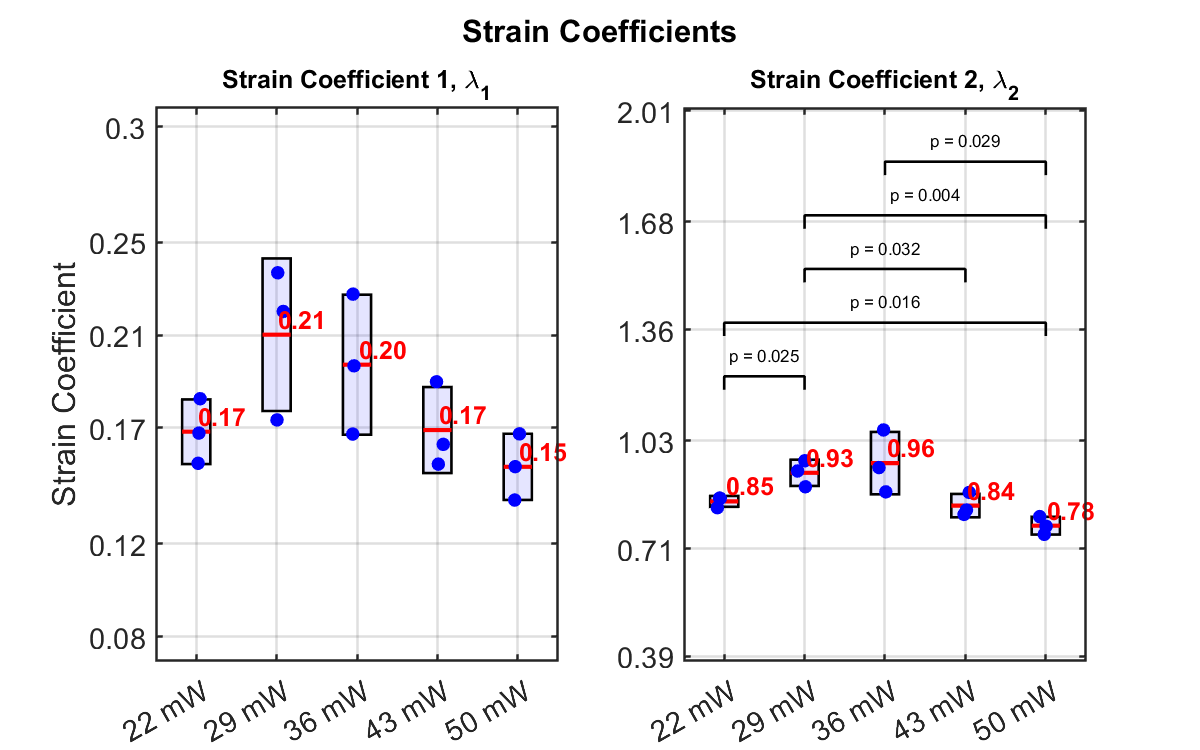 Strain Coefficients
Strain Coefficient 1, λ1
Strain Coefficient
0.3
0.25
0.21
0.17
0.12
0.08
0.17
0.21
0.20
0.17
0.15
22 mW
29 mW
36 mW
43 mW
50 mW
Strain Coefficient 2, λ2
2.01
1.68
1.36
1.03
0.71
0.39
p = 0.029
p = 0.004
p = 0.032
p = 0.016
p = 0.025
0.85
0.93
0.96
0.84
0.78
22 mW
29 mW
36 mW
43 mW
50 mW